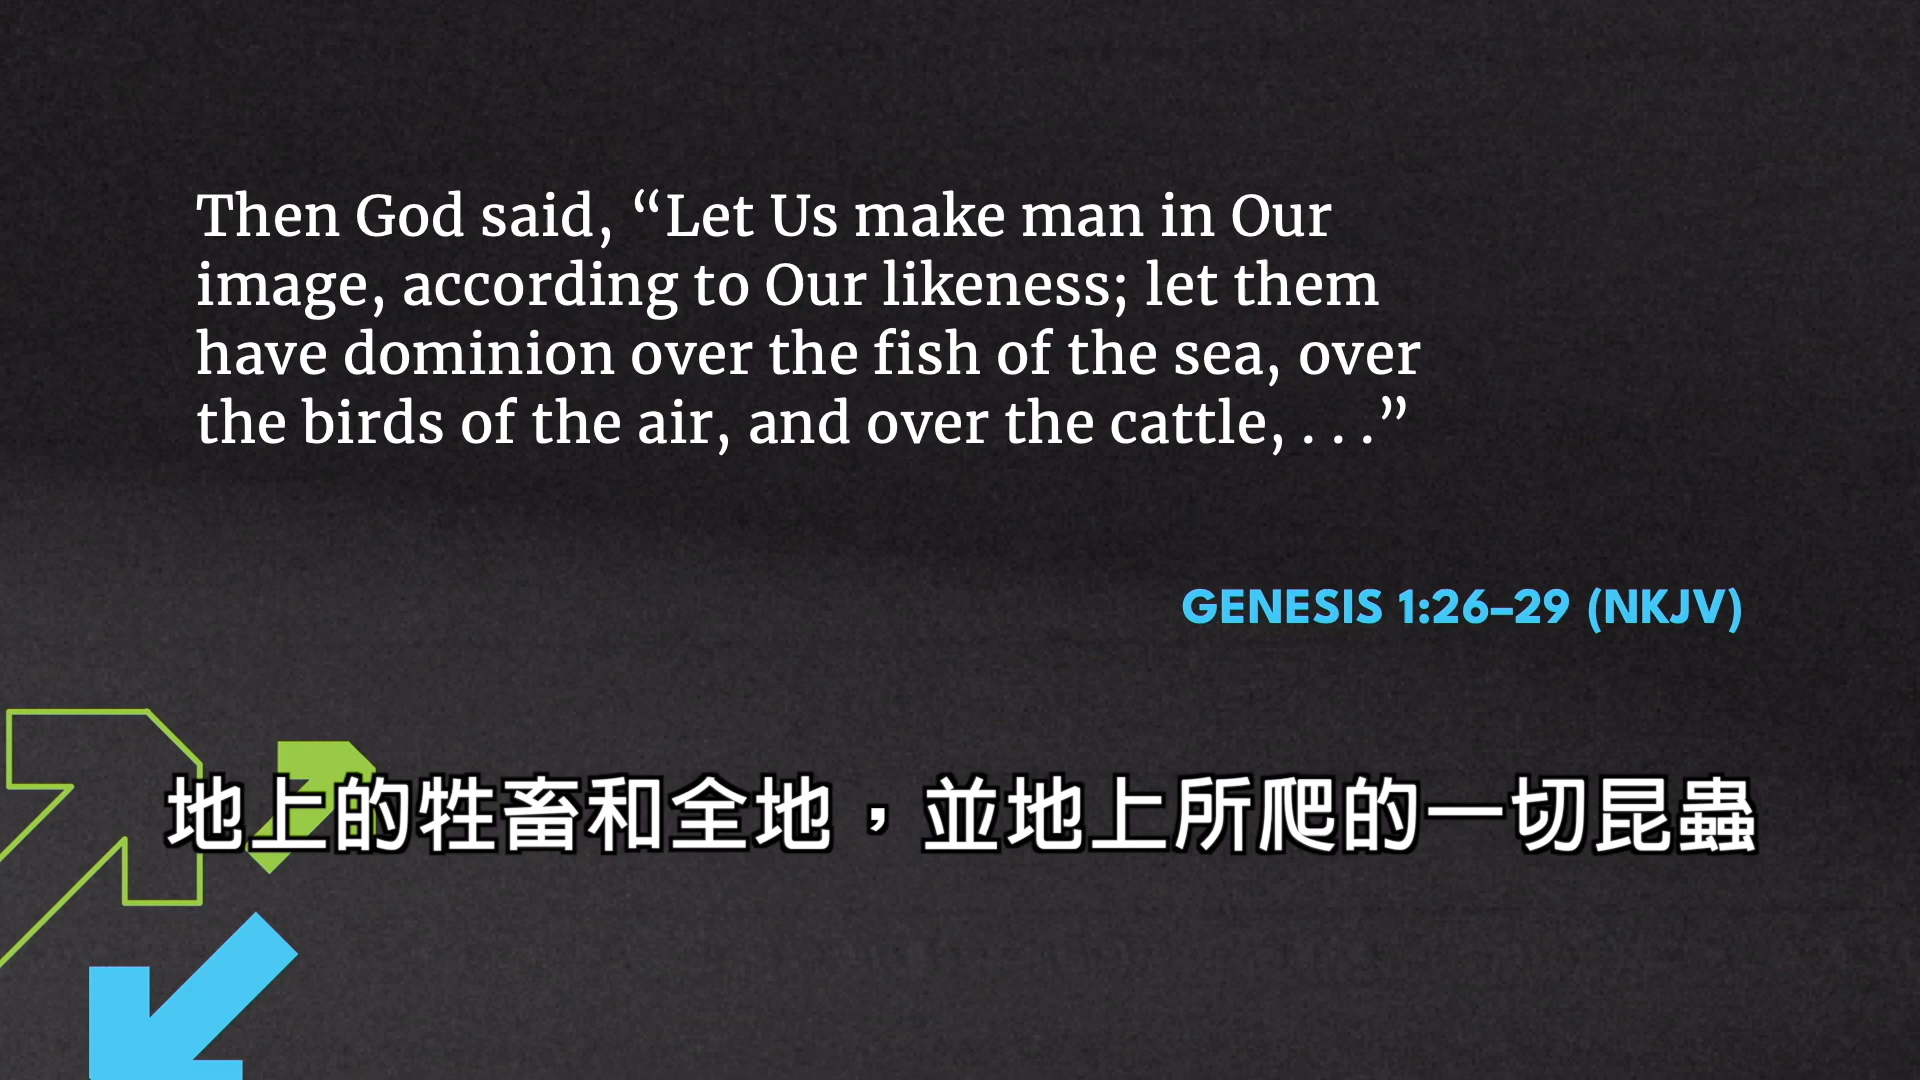 Then God said, “Let Us make man in Our
image, according to Our likeness; let them
have dominion over the fish of the sea, over
the birds of the air, and over the cattle, . . .”
GENESIS 1:26–29 (NKJV)
地上的牲畜和全地，並地上所爬的一切昆蟲